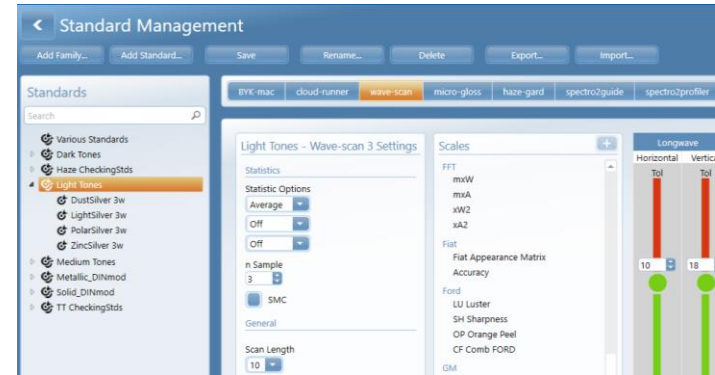 Standard Management
Add Family... Add Standard... Save Rename... Delete Export... Import...
Standards
Search
Various Standards
Dark Tones
Haze CheckingStds
Light Tones
DustSilver 3w
LightSilver 3w
PolarSilver 3w
ZincSilver 3w
Medium Tones
Metallic_DINmod
Solid_DINmod
TT CheckingStds
BYK-mac cloud-runner wave-scan micro-gloss haze-gard spectro2guide spectro2profiler
Light Tones - Wave-scan 3 Settings
Statistics
Statistic Options
Average
Off
Off
n Sample
3
SMC
General
Scan Length
10
Scales
FFT
mxW
mxA
xW2
xA2
Fiat
Fiat Appearance Matrix
Accuracy
Ford
LU Luster
SH Sharpness
OP Orange Peel
CF Comb FORD
GM
Longwave
Horizontal Vertica
Tol Tol
10 18